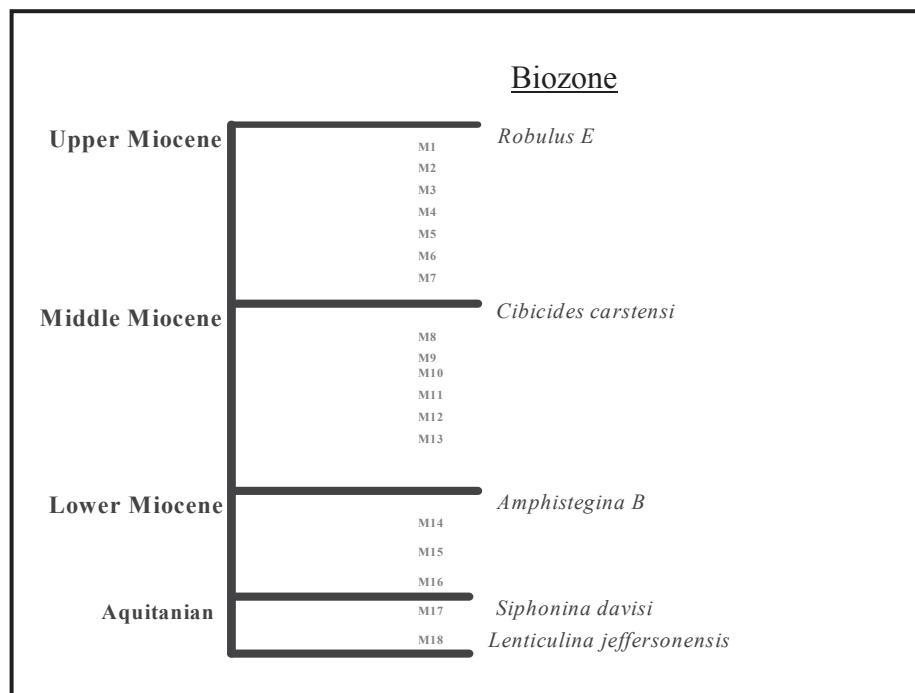 Biozone
Upper Miocene
Robulus E
M1
M2
M3
M4
M5
M6
M7
Middle Miocene
Cibicides carstensi
M8
M9
M10
M11
M12
M13
Lower Miocene
Amphistegina B
M14
M15
M16
Aquitanian
Siphonina davisi
M17
M18
Lenticulina jeffersonensis